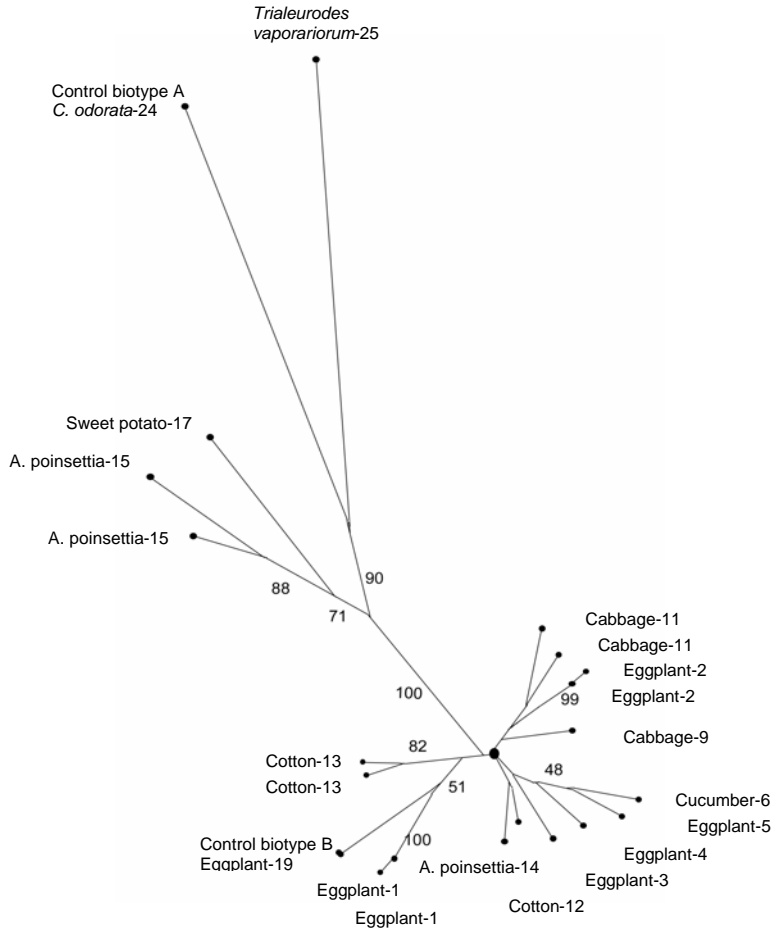 Trialeurodes
vaporariorum-25
Control biotype A
C. odorata-24
Sweet potato-17
A. poinsettia-15
A. poinsettia-15
88
71
90
100
Cabbage-11
Cabbage-11
Eggplant-2
Eggplant-2
99
Cabbage-9
82
Cotton-13
Cotton-13
51
48
Cucumber-6
Eggplant-5
Eggplant-4
Eggplant-3
Cotton-12
A. poinsettia-14
Control biotype B
Eggplant-19
100
Eggplant-1
Eggplant-1